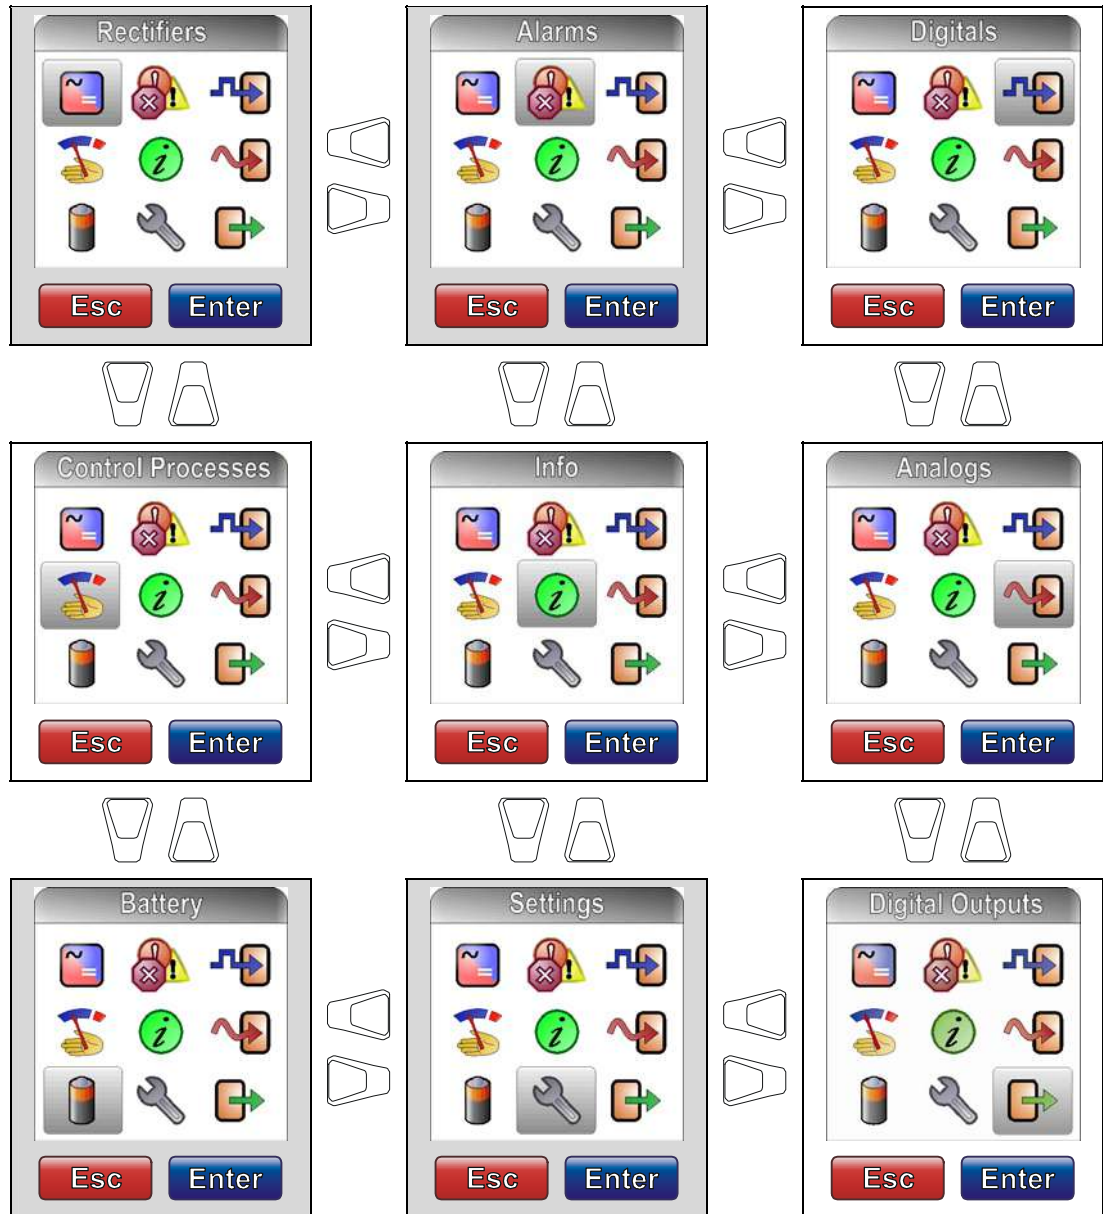 Rectifiers
Alarms
Digitals
Esc Enter
Esc Enter
Esc Enter
Control Processes
Info
Analogs
Esc Enter
Esc Enter
Esc Enter
Battery
Settings
Digital Outputs
Esc Enter
Esc Enter
Esc Enter